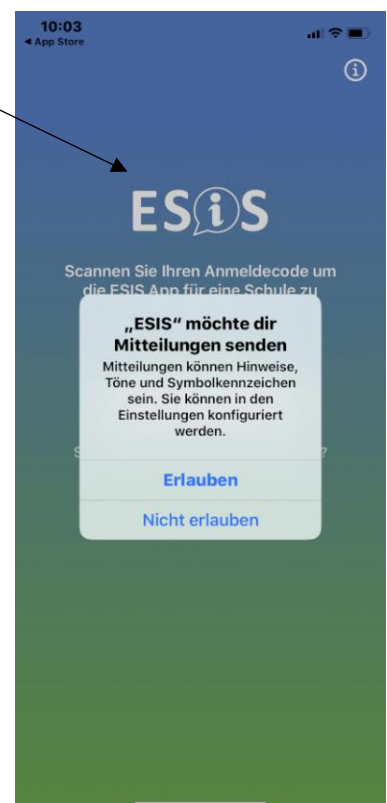 10:03
◀ App Store
ESiS
Scannen Sie Ihren Anmeldecode um
die ESIS App für eine Schule zu
„ESIS“ möchte dir
Mitteilungen senden
Mitteilungen können Hinweise,
Töne und Symbolkennzeichen
sein. Sie können in den
Einstellungen konfiguriert
werden.
Erlauben
Nicht erlauben